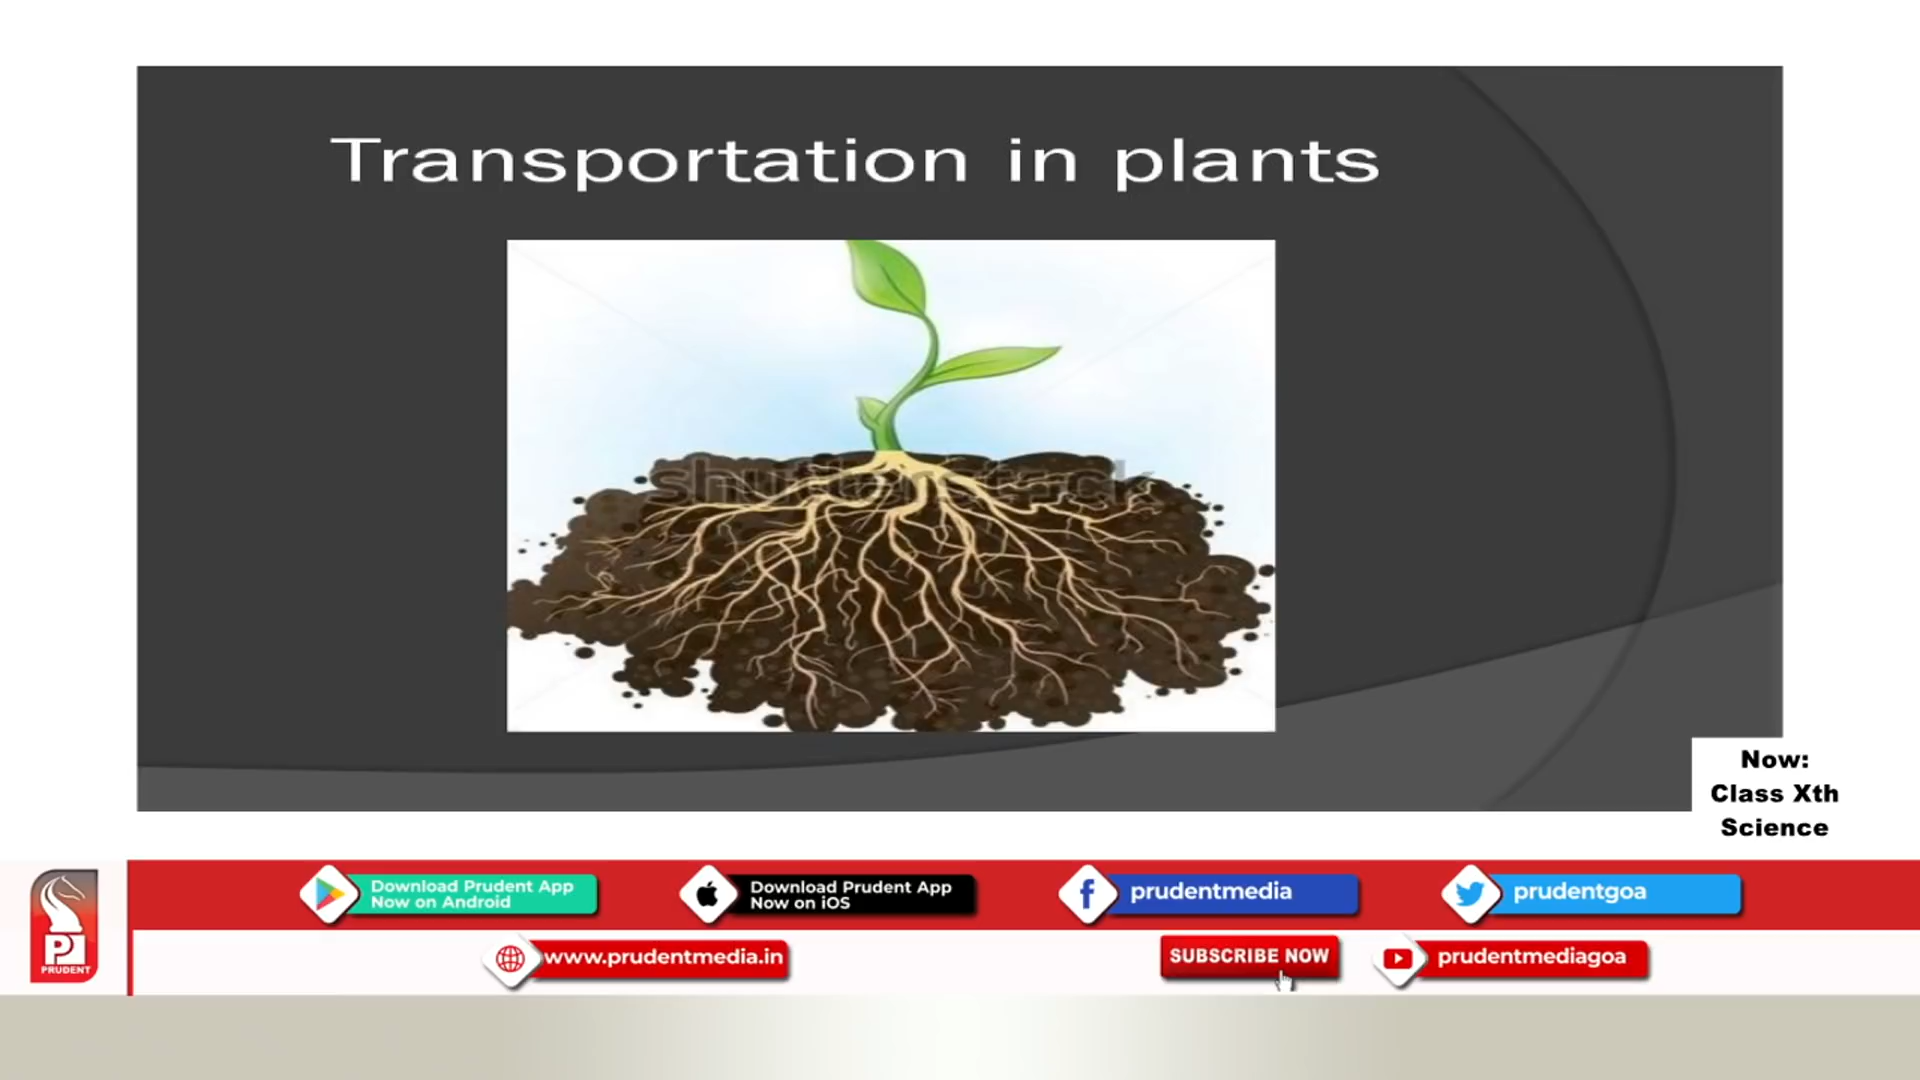 Transportation in plants
shutterstock
Now:
Class Xth
Science
Download Prudent App
Now on Android
Download Prudent App
Now on iOS
prudentmedia
prudentgoa
PRUDENT
www.prudentmedia.in
SUBSCRIBE NOW
prudentmediagoa